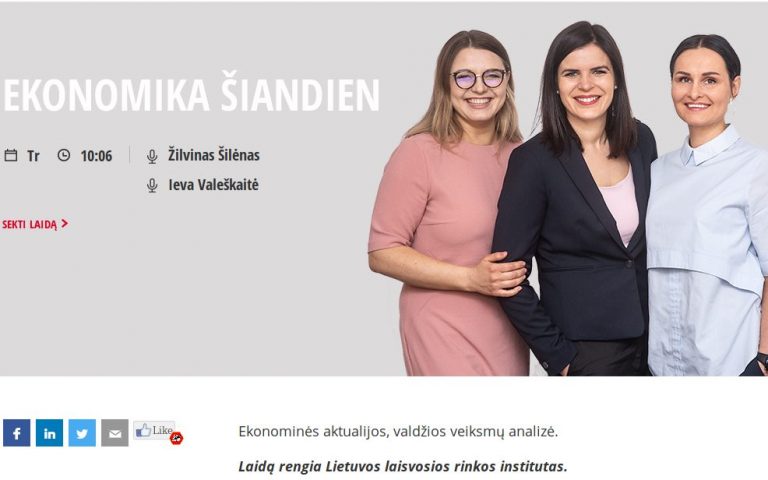 EKONOMIKA ŠIANDIEN
Tr 10:06 Žilvinas Šilėnas
Ieva Valeškaitė
SEKTI LAIDĄ >
f in Like
Ekonominės aktualijos, valdžios veiksmų analizė.
Laidą rengia Lietuvos laisvosios rinkos institutas.